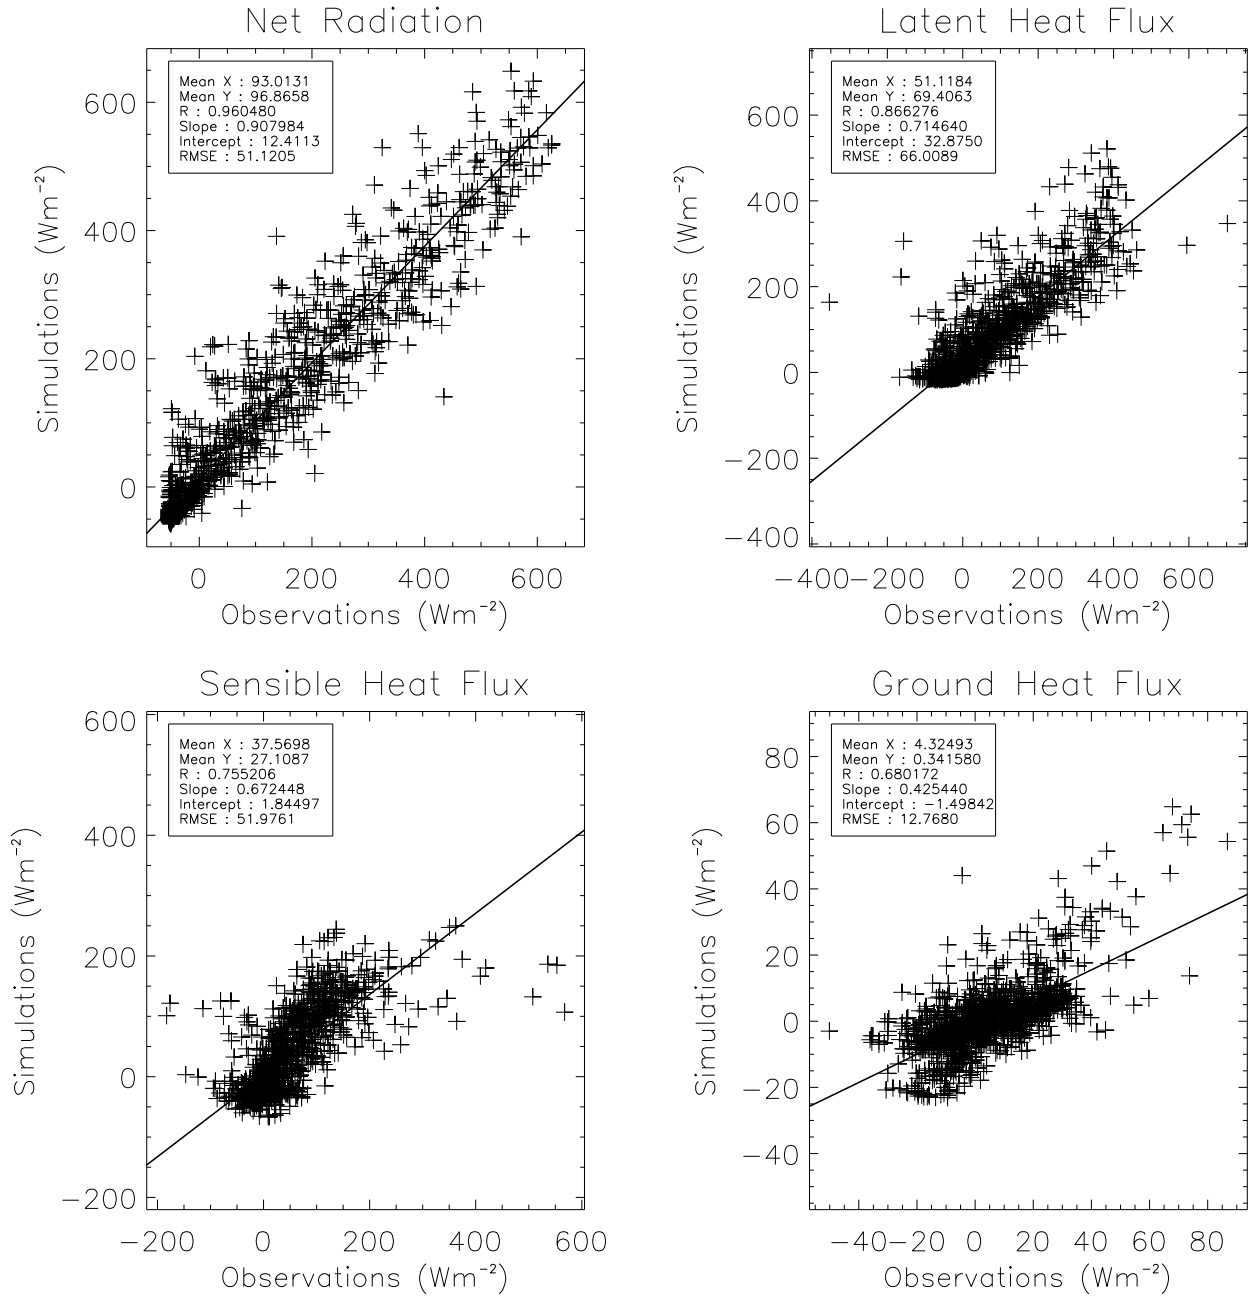 Net Radiation
Mean X : 93.0131
Mean Y : 96.8658
R : 0.960480
Slope : 0.907984
Intercept : 12.4113
RMSE : 51.1205
600
400
200
0
Simulations (Wm⁻²)
0 200 400 600
Observations (Wm⁻²)
Latent Heat Flux
Mean X : 51.1184
Mean Y : 69.4063
R : 0.866276
Slope : 0.714640
Intercept : 32.8750
RMSE : 66.0089
600
400
200
0
−200
−400
Simulations (Wm⁻²)
−400 −200 0 200 400 600
Observations (Wm⁻²)
Sensible Heat Flux
Mean X : 37.5698
Mean Y : 27.1087
R : 0.755206
Slope : 0.672448
Intercept : 1.84497
RMSE : 51.9761
600
400
200
0
−200
Simulations (Wm⁻²)
−200 0 200 400 600
Observations (Wm⁻²)
Ground Heat Flux
Mean X : 4.32493
Mean Y : 0.341580
R : 0.680172
Slope : 0.425440
Intercept : −1.49842
RMSE : 12.7680
80
60
40
20
0
−20
−40
Simulations (Wm⁻²)
−40 −20 0 20 40 60 80
Observations (Wm⁻²)